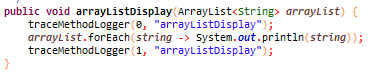 public void arrayListDisplay(ArrayList<String> arrayList) {
traceMethodLogger(0, "arrayListDisplay");
arrayList.forEach(string -> System.out.println(string));
traceMethodLogger(1, "arrayListDisplay");
}